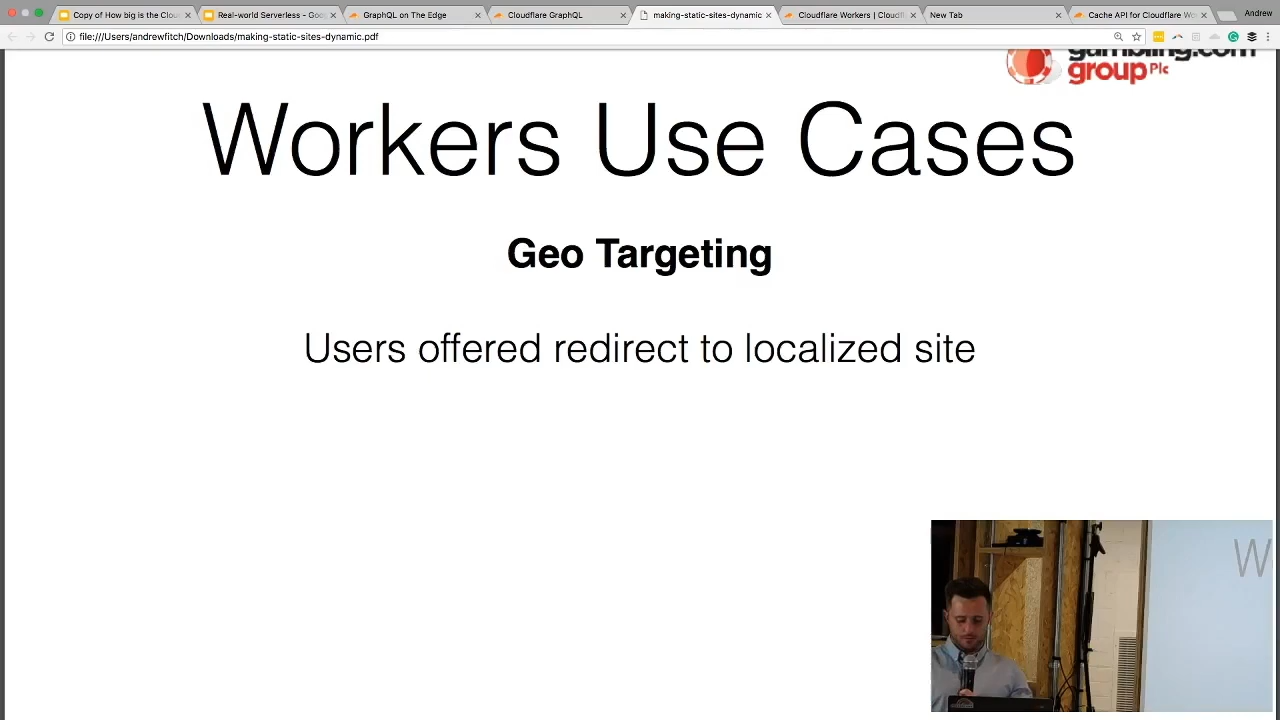 Copy of How big is the Clou
Real-world Serverless - Goo
GraphQL on The Edge
Cloudflare GraphQL
making-static-sites-dynamic
Cloudflare Workers | Cloudfl
New Tab
Cache API for Cloudflare Wo
Andrew
file:///Users/andrewfitch/Downloads/making-static-sites-dynamic.pdf
gambling.com
group Plc
Workers Use Cases
Geo Targeting
Users offered redirect to localized site
W